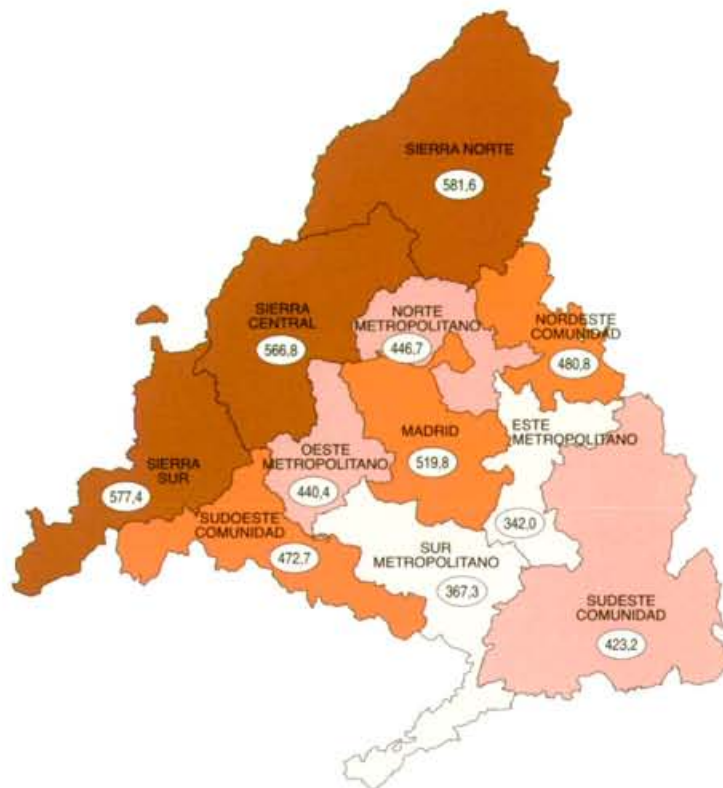 SIERRA NORTE
581,6
SIERRA
CENTRAL
566,8
NORTE
METROPOLITANO
446,7
NORDESTE
COMUNIDAD
480,8
MADRID
519,8
ESTE
METROPOLITANO
342,0
OESTE
METROPOLITANO
440,4
SIERRA
SUR
577,4
SUDOESTE
COMUNIDAD
472,7
SUR
METROPOLITANO
367,3
SUDESTE
COMUNIDAD
423,2